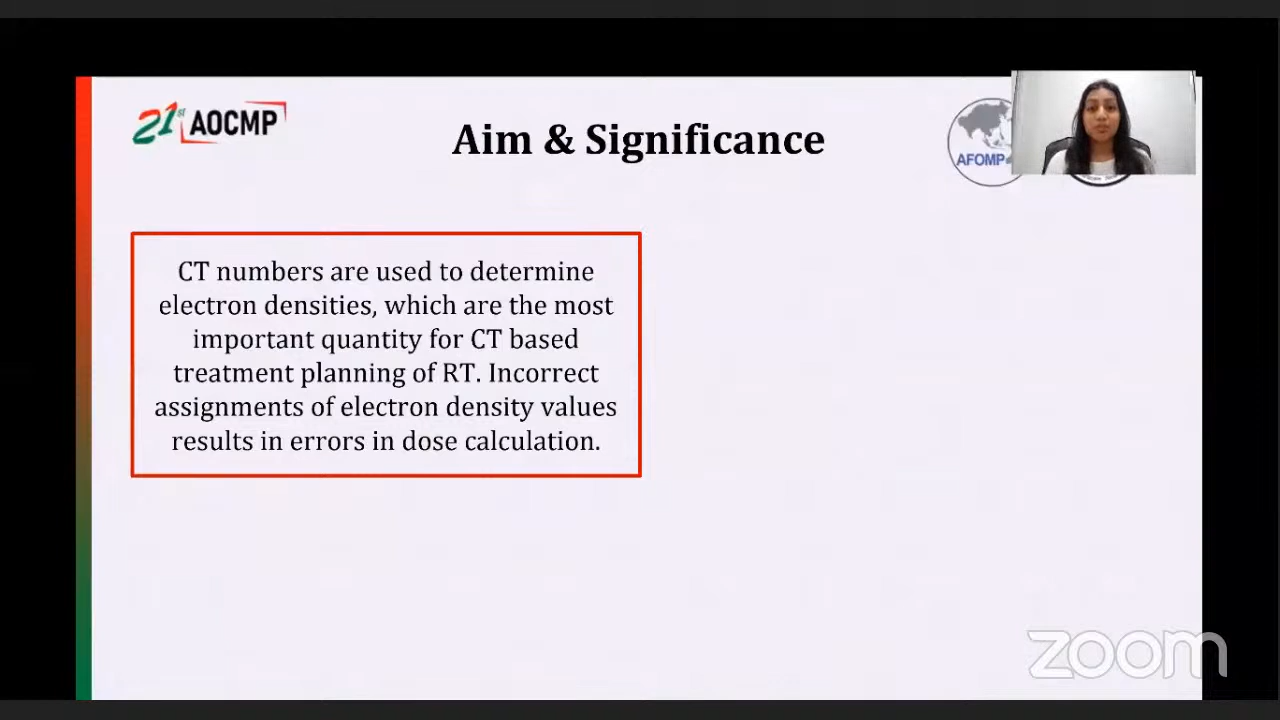 21st AOCMP
Aim & Significance
AFOMP
CT numbers are used to determine
electron densities, which are the most
important quantity for CT based
treatment planning of RT. Incorrect
assignments of electron density values
results in errors in dose calculation.
zoom